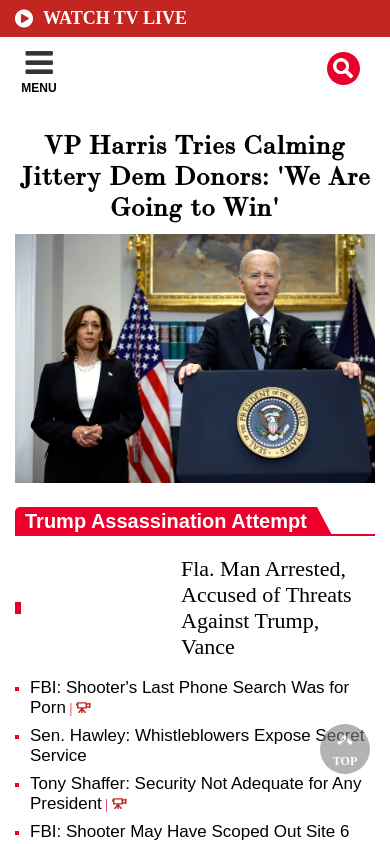 WATCH TV LIVE
MENU
VP Harris Tries Calming
Jittery Dem Donors: 'We Are
Going to Win'
Trump Assassination Attempt
Fla. Man Arrested,
Accused of Threats
Against Trump,
Vance
FBI: Shooter's Last Phone Search Was for
Porn |
Sen. Hawley: Whistleblowers Expose Secret
Service
TOP
Tony Shaffer: Security Not Adequate for Any
President |
FBI: Shooter May Have Scoped Out Site 6